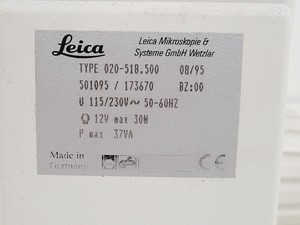 Leica
Leica Mikroskopie &
Systeme GmbH Wetzlar
TYPE 020-518.500 08/95
501095 / 173670 BZ:00
U 115/230V~ 50-60HZ
12V max 30W
P max 37VA
Made in
Germany
CE